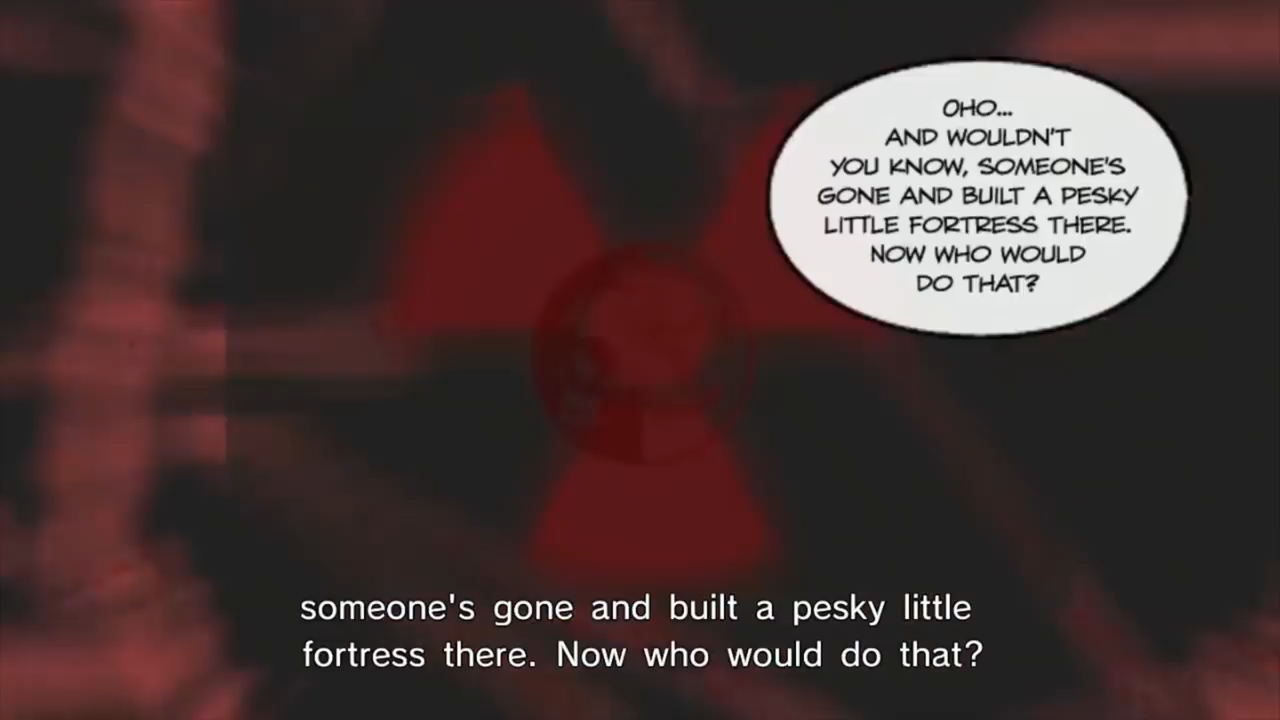 OHO...
AND WOULDN'T
YOU KNOW, SOMEONE'S
GONE AND BUILT A PESKY
LITTLE FORTRESS THERE.
NOW WHO WOULD
DO THAT?
someone's gone and built a pesky little
fortress there. Now who would do that?